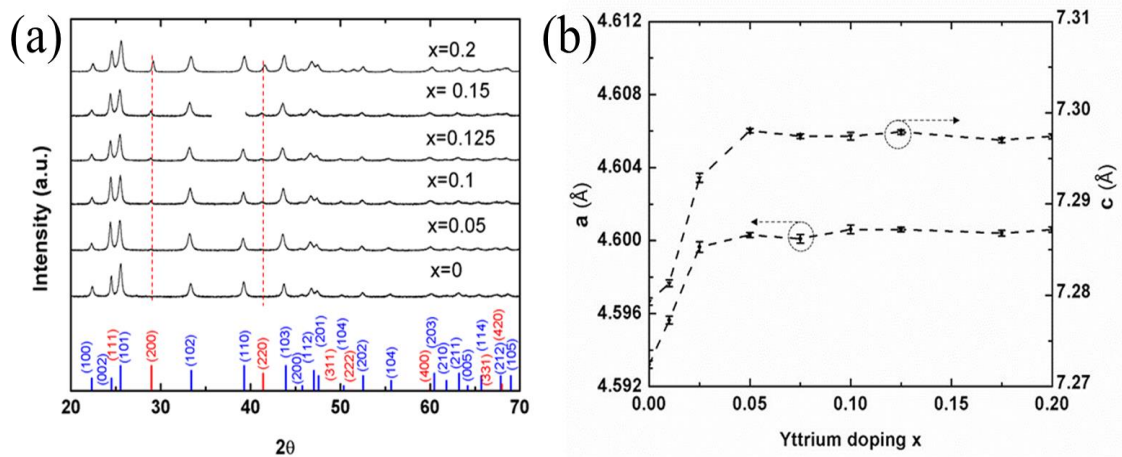 (a)
x=0.2
x= 0.15
x=0.125
x=0.1
x=0.05
x=0
Intensity (a.u.)
(100)
(002)
(111)
(101)
(200)
(102)
(110)
(220)
(103)
(200)
(112)
(201)
(311)
(104)
(222)
(202)
(104)
(400)
(203)
(210)
(211)
(005)
(114)
(331)
(212)
(420)
(105)
20 30 40 50 60 70
2θ
(b)
4.612
4.608
4.604
4.600
4.596
4.592
a (Å)
7.31
7.30
7.29
7.28
7.27
c (Å)
0.00 0.05 0.10 0.15 0.20
Yttrium doping x